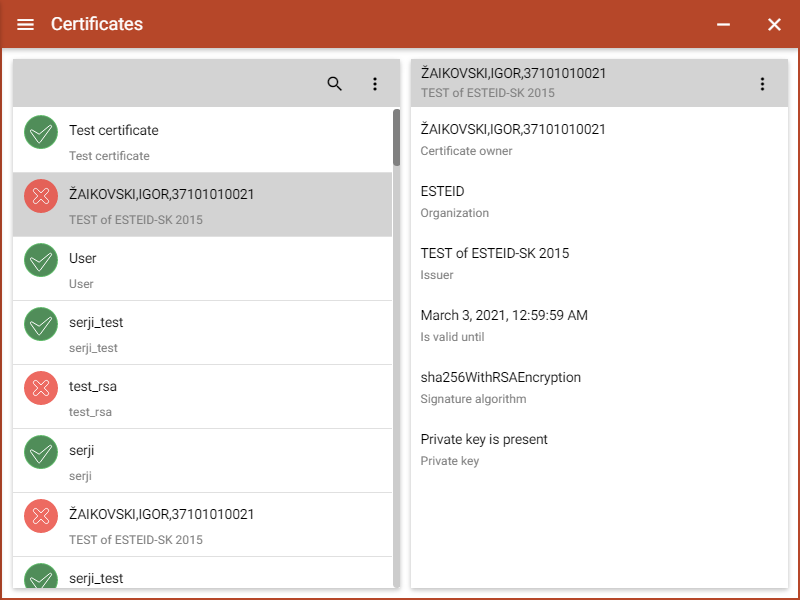 Certificates
Test certificate
Test certificate
ŽAIKOVSKI,IGOR,37101010021
TEST of ESTEID-SK 2015
User
User
serji_test
serji_test
test_rsa
test_rsa
serji
serji
ŽAIKOVSKI,IGOR,37101010021
TEST of ESTEID-SK 2015
serji_test
ŽAIKOVSKI,IGOR,37101010021
TEST of ESTEID-SK 2015
ŽAIKOVSKI,IGOR,37101010021
Certificate owner
ESTEID
Organization
TEST of ESTEID-SK 2015
Issuer
March 3, 2021, 12:59:59 AM
Is valid until
sha256WithRSAEncryption
Signature algorithm
Private key is present
Private key